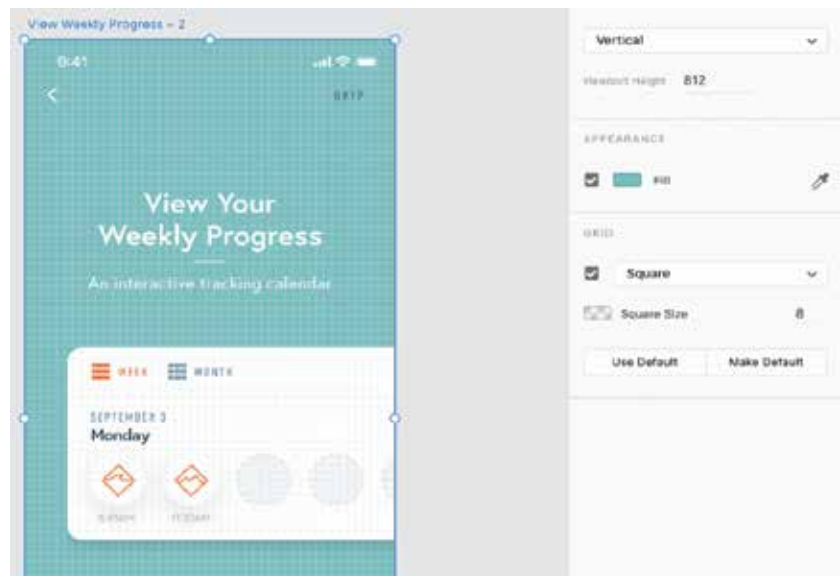 View Weekly Progress – 2
9:41
SKIP
View Your
Weekly Progress
An interactive tracking calendar
WEEK
MONTH
SEPTEMBER 3
Monday
Vertical
Viewport Height 812
APPEARANCE
Fill
GRID
Square
Square Size 8
Use Default
Make Default